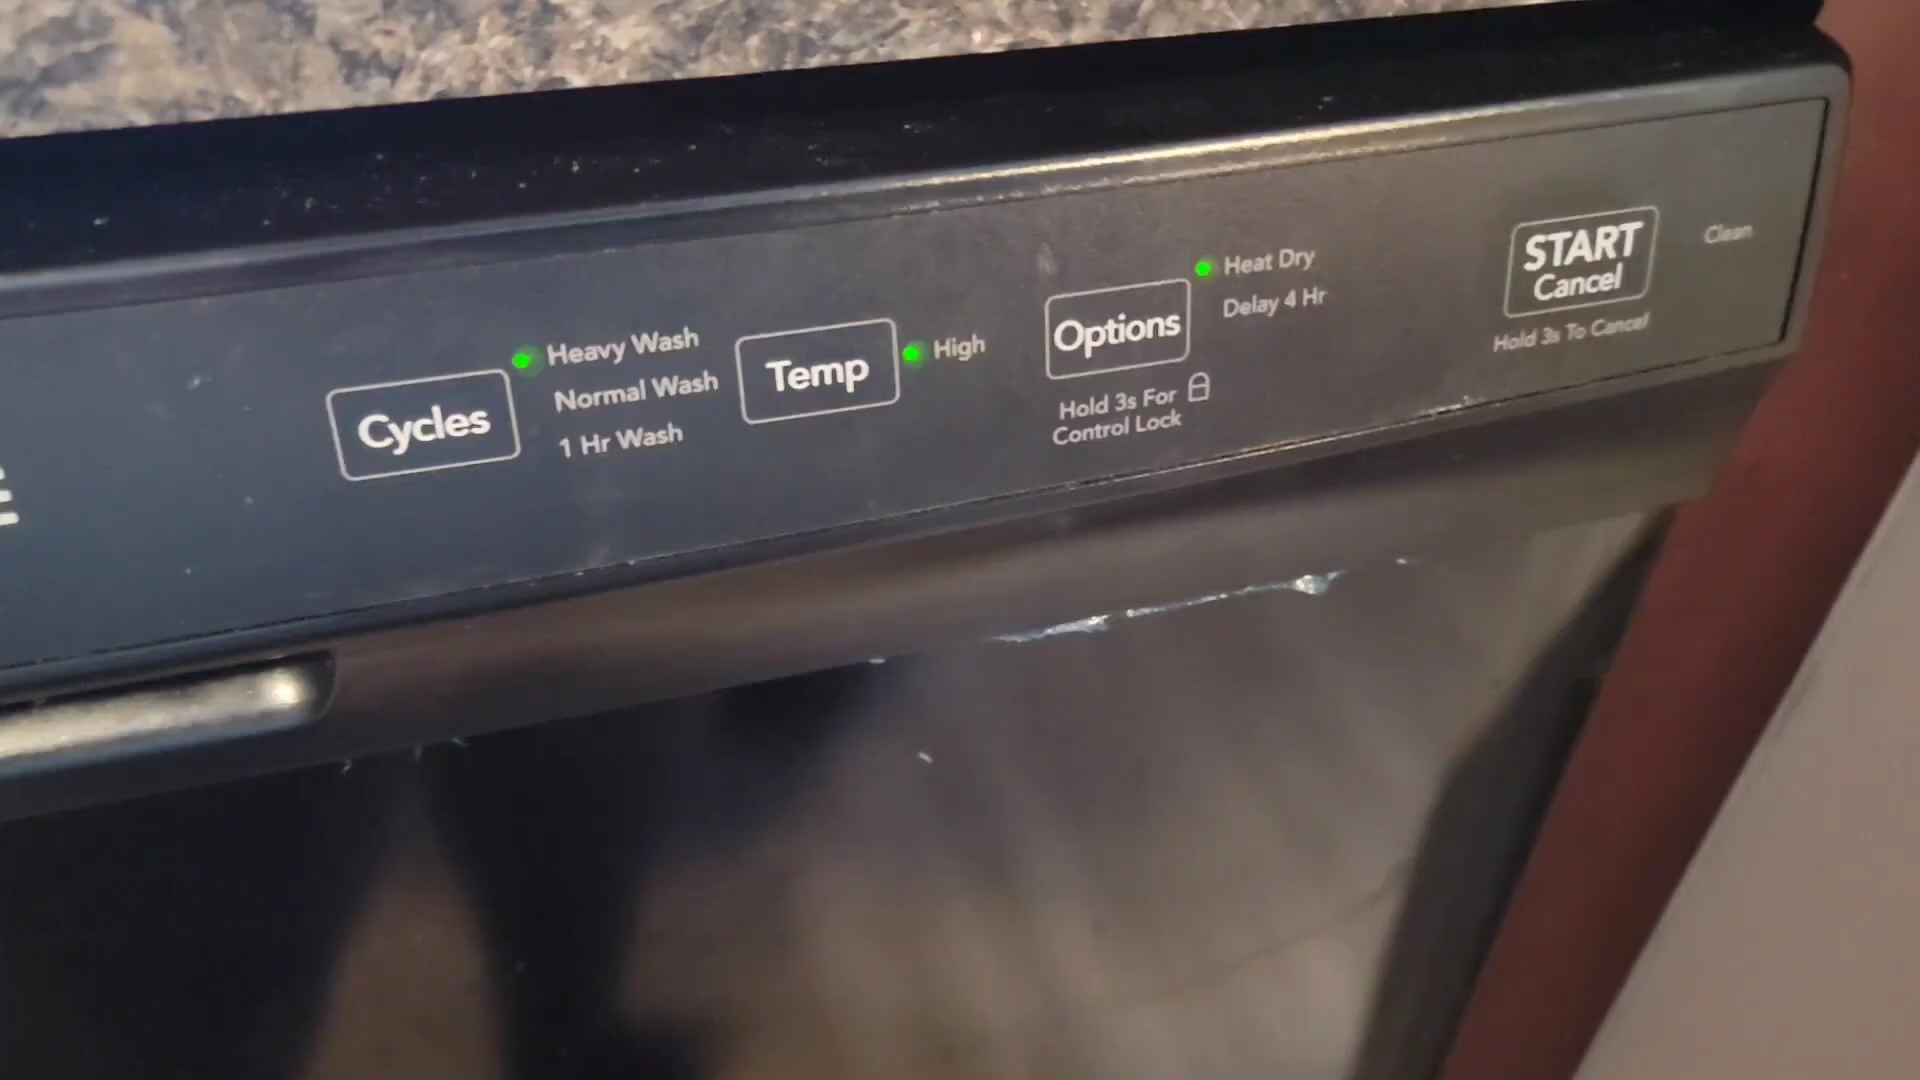 Cycles
Heavy Wash
Normal Wash
1 Hr Wash
Temp
High
Options
Hold 3s For
Control Lock
Heat Dry
Delay 4 Hr
START
Cancel
Hold 3s To Cancel
Clean